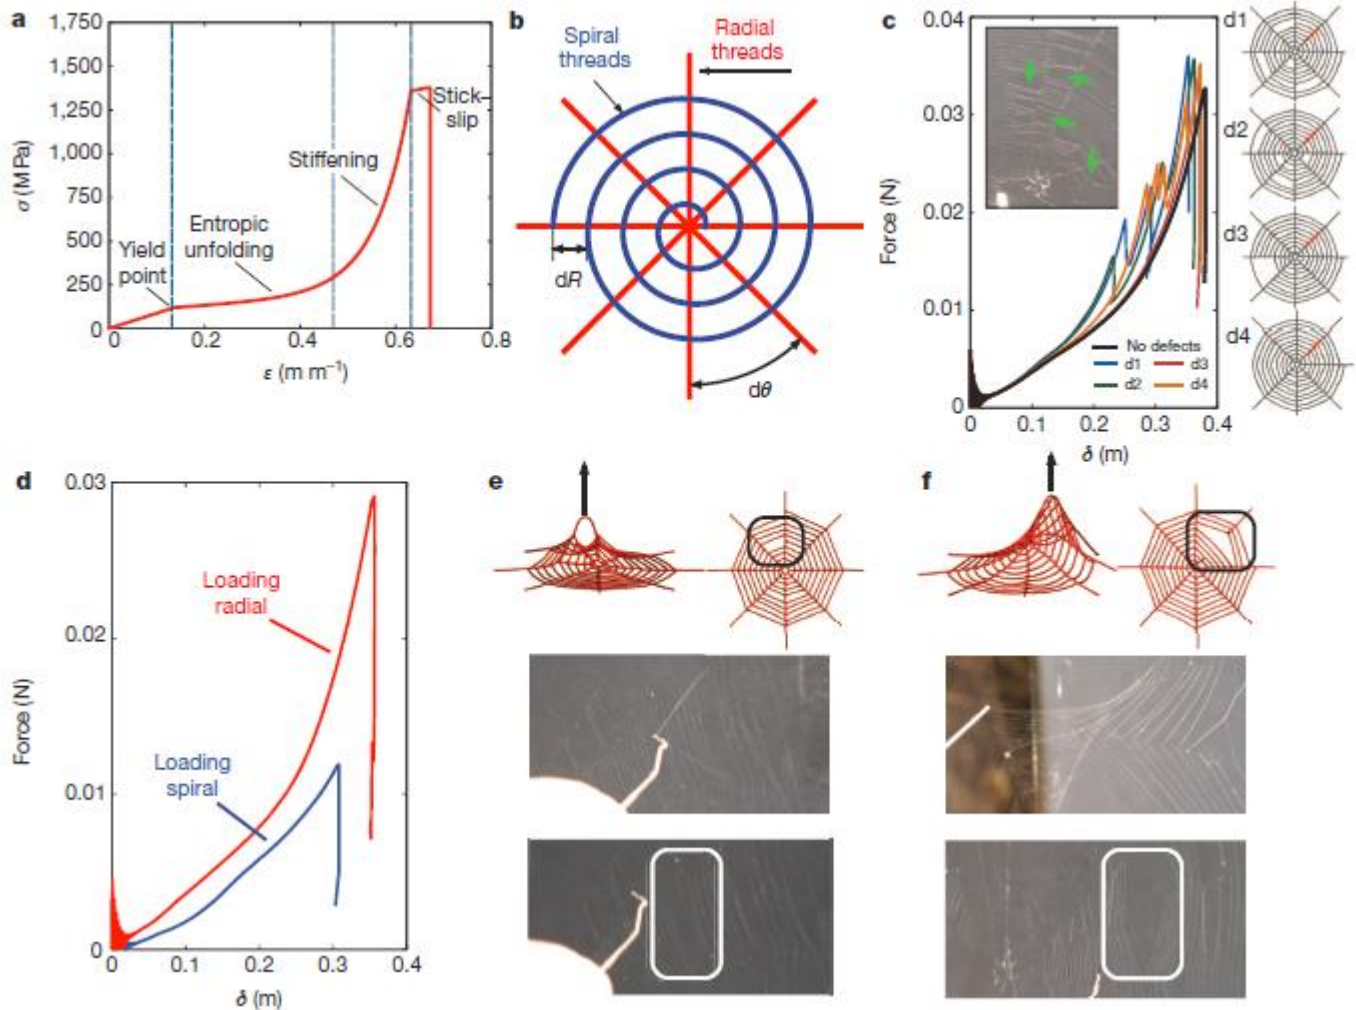 a
1,750
1,500
1,250
1,000
750
500
250
0
σ (MPa)
Yield
point
Entropic
unfolding
Stiffening
Stick-
slip
0
0.2
0.4
0.6
0.8
ε (m m⁻¹)
b
Spiral
threads
Radial
threads
dR
dθ
c
0.04
0.03
0.02
0.01
0
Force (N)
No defects
d1
d3
d2
d4
0
0.1
0.2
0.3
0.4
δ (m)
d1
d2
d3
d4
d
0.03
0.02
0.01
0
Force (N)
Loading
radial
Loading
spiral
0
0.1
0.2
0.3
0.4
δ (m)
e
f